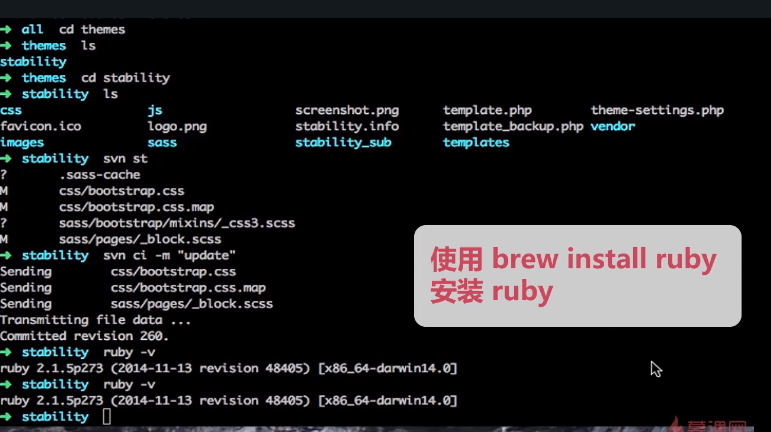 ➜ all cd themes
➜ themes ls
stability
➜ themes cd stability
➜ stability ls
css js screenshot.png template.php theme-settings.php
favicon.ico logo.png stability.info template_backup.php vendor
images sass stability_sub templates
➜ stability svn st
? .sass-cache
M css/bootstrap.css
M css/bootstrap.css.map
? sass/bootstrap/mixins/_css3.scss
M sass/pages/_block.scss
➜ stability svn ci -m "update"
Sending css/bootstrap.css
Sending css/bootstrap.css.map
Sending sass/pages/_block.scss
Transmitting file data ...
Committed revision 260.
➜ stability ruby -v
ruby 2.1.5p273 (2014-11-13 revision 48405) [x86_64-darwin14.0]
➜ stability ruby -v
ruby 2.1.5p273 (2014-11-13 revision 48405) [x86_64-darwin14.0]
➜ stability
使用 brew install ruby
安装 ruby
慕课网